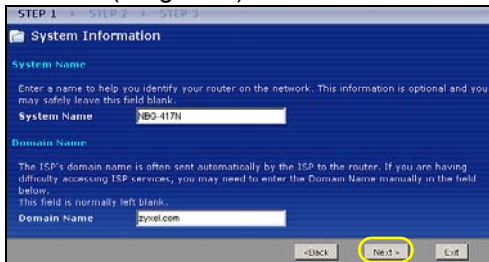 STEP 1 › STEP 2 › STEP 3
System Information
System Name
Enter a name to help you identify your router on the network. This information is optional and you
may safely leave this field blank.
System Name NBG-417N
Domain Name
The ISP's domain name is often sent automatically by the ISP to the router. If you are having
difficulty accessing ISP services, you may need to enter the Domain Name manually in the field
below.
This field is normally left blank.
Domain Name zyxel.com
<Back Next > Exit